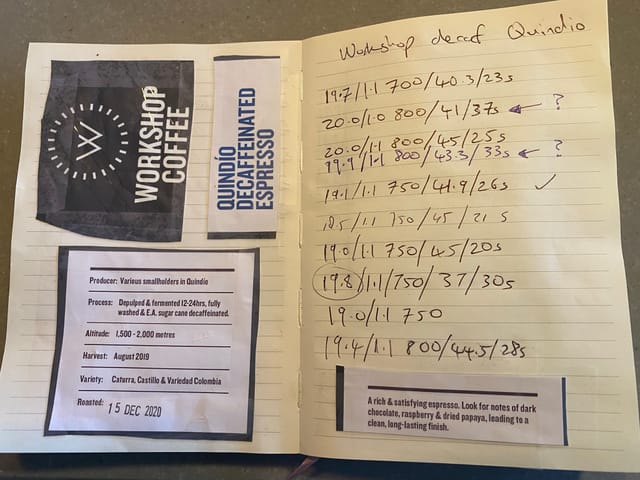 W
WORKSHOP
COFFEE
QUINDÍO
DECAFFEINATED
ESPRESSO
Producer: Various smallholders in Quindío
Process: Depulped & fermented 12-24hrs, fully
washed & E.A. sugar cane decaffeinated.
Altitude: 1,500 - 2,000 metres
Harvest: August 2019
Variety: Caturra, Castillo & Variedad Colombia
Roasted: 15 DEC 2020
Workshop decaf Quindio
19.7/1.1 700/40.3/23s
20.0/1.0 800/41/37s ← ?
20.0/1.1 800/45/25s
19.9/1.1 800/43.3/33s ← ?
19.1/1.1 750/41.9/26s ✓
18.5/1.1 750/45/21s
19.0/1.1 750/45/20s
19.8/1.1/750/37/30s
19.0/1.1 750
19.4/1.1 800/44.5/28s
A rich & satisfying espresso. Look for notes of dark
chocolate, raspberry & dried papaya, leading to a
clean, long-lasting finish.